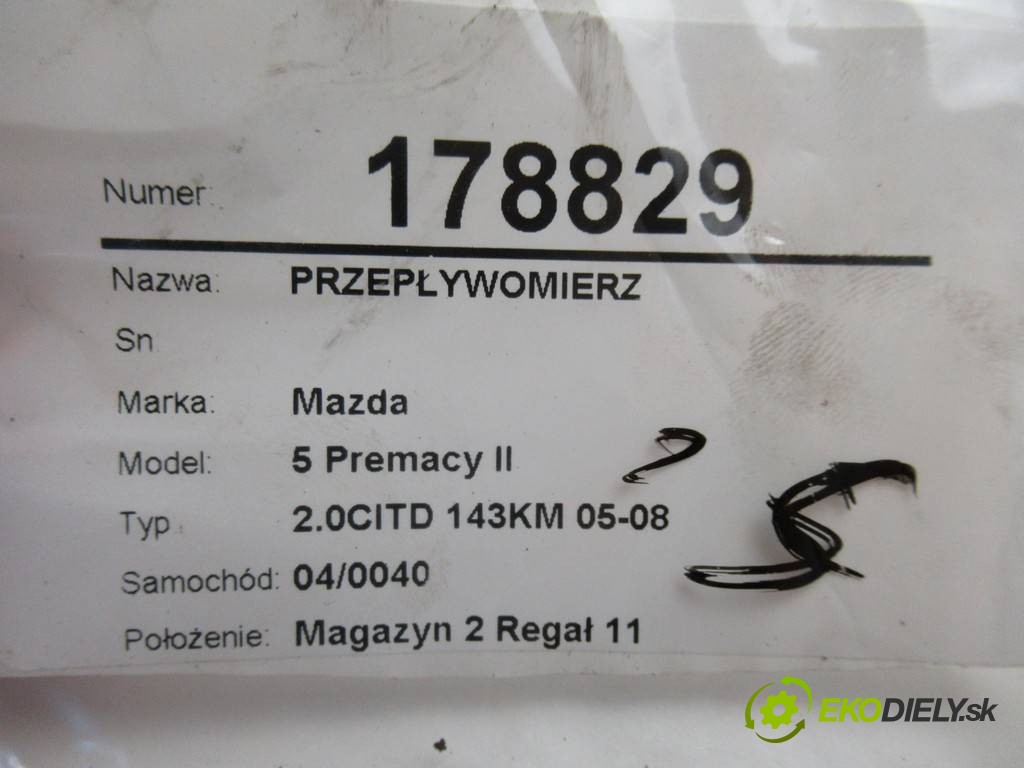 Numer: 178829
Nazwa: PRZEPŁYWOMIERZ
Sn
Marka: Mazda
Model: 5 Premacy II
Typ 2.0CITD 143KM 05-08
Samochód: 04/0040
Położenie: Magazyn 2 Regał 11
5
EKODIELY.sk